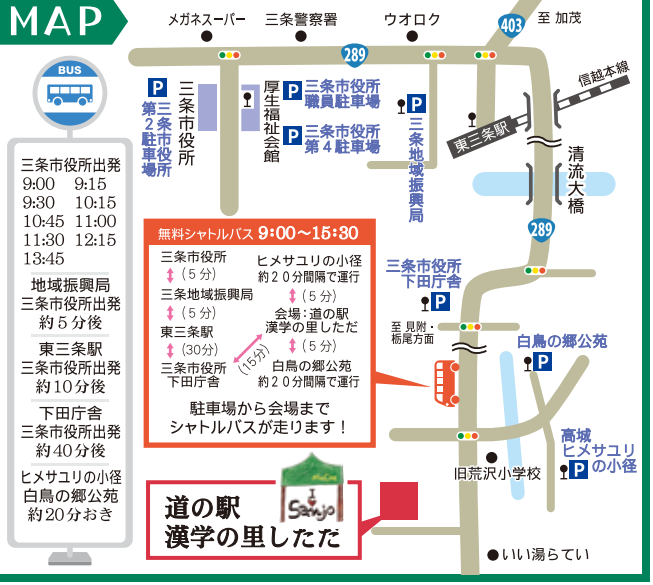 MAP
メガネスーパー
三条警察署
ウオロク
403
至 加茂
289
信越本線
BUS
P
第2駐車場
三条市役所
三条市役所
厚生福祉会館
P 三条市役所
職員駐車場
P 三条市役所
第4駐車場
P
三条地域振興局
東三条駅
清流大橋
289
三条市役所出発
9:00 9:15
9:30 10:15
10:45 11:00
11:30 12:15
13:45
地域振興局
三条市役所出発
約5分後
東三条駅
三条市役所出発
約10分後
下田庁舎
三条市役所出発
約40分後
ヒメサユリの小径
白鳥の郷公苑
約20分おき
無料シャトルバス 9:00〜15:30
三条市役所
(5分)
三条地域振興局
(5分)
東三条駅
(30分)
三条市役所
下田庁舎
(15分)
ヒメサユリの小径
約20分間隔で運行
(5分)
会場:道の駅
漢学の里しただ
(5分)
白鳥の郷公苑
約20分間隔で運行
駐車場から会場まで
シャトルバスが走ります!
三条市役所
下田庁舎
P
至 見附・
栃尾方面
白鳥の郷公苑
P
高城
ヒメサユリ
P の小径
旧荒沢小学校
I
Sanjo
道の駅
漢学の里しただ
いい湯らてい